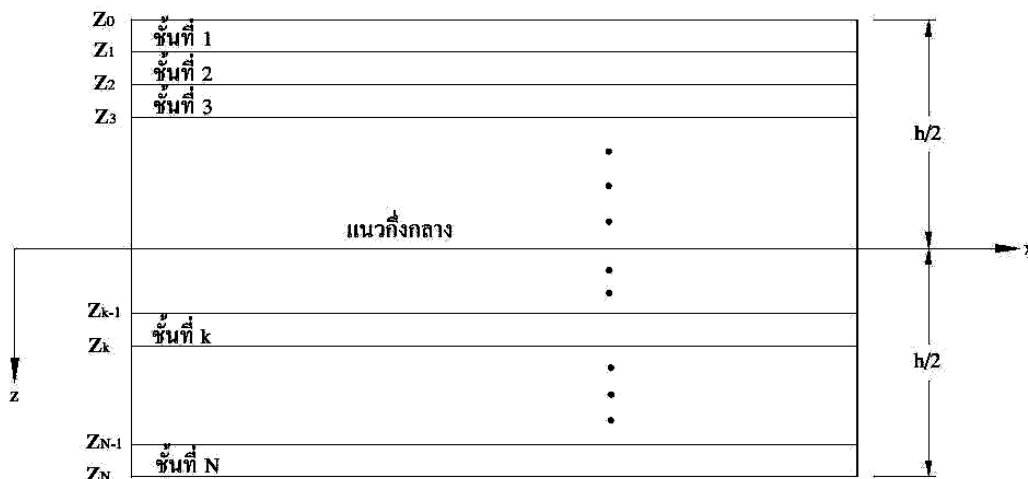 Z0
ชั้นที่ 1
Z1
ชั้นที่ 2
Z2
ชั้นที่ 3
Z3
h/2
แนวกึ่งกลาง
x
Zk-1
ชั้นที่ k
Zk
h/2
z
ZN-1
ชั้นที่ N
ZN